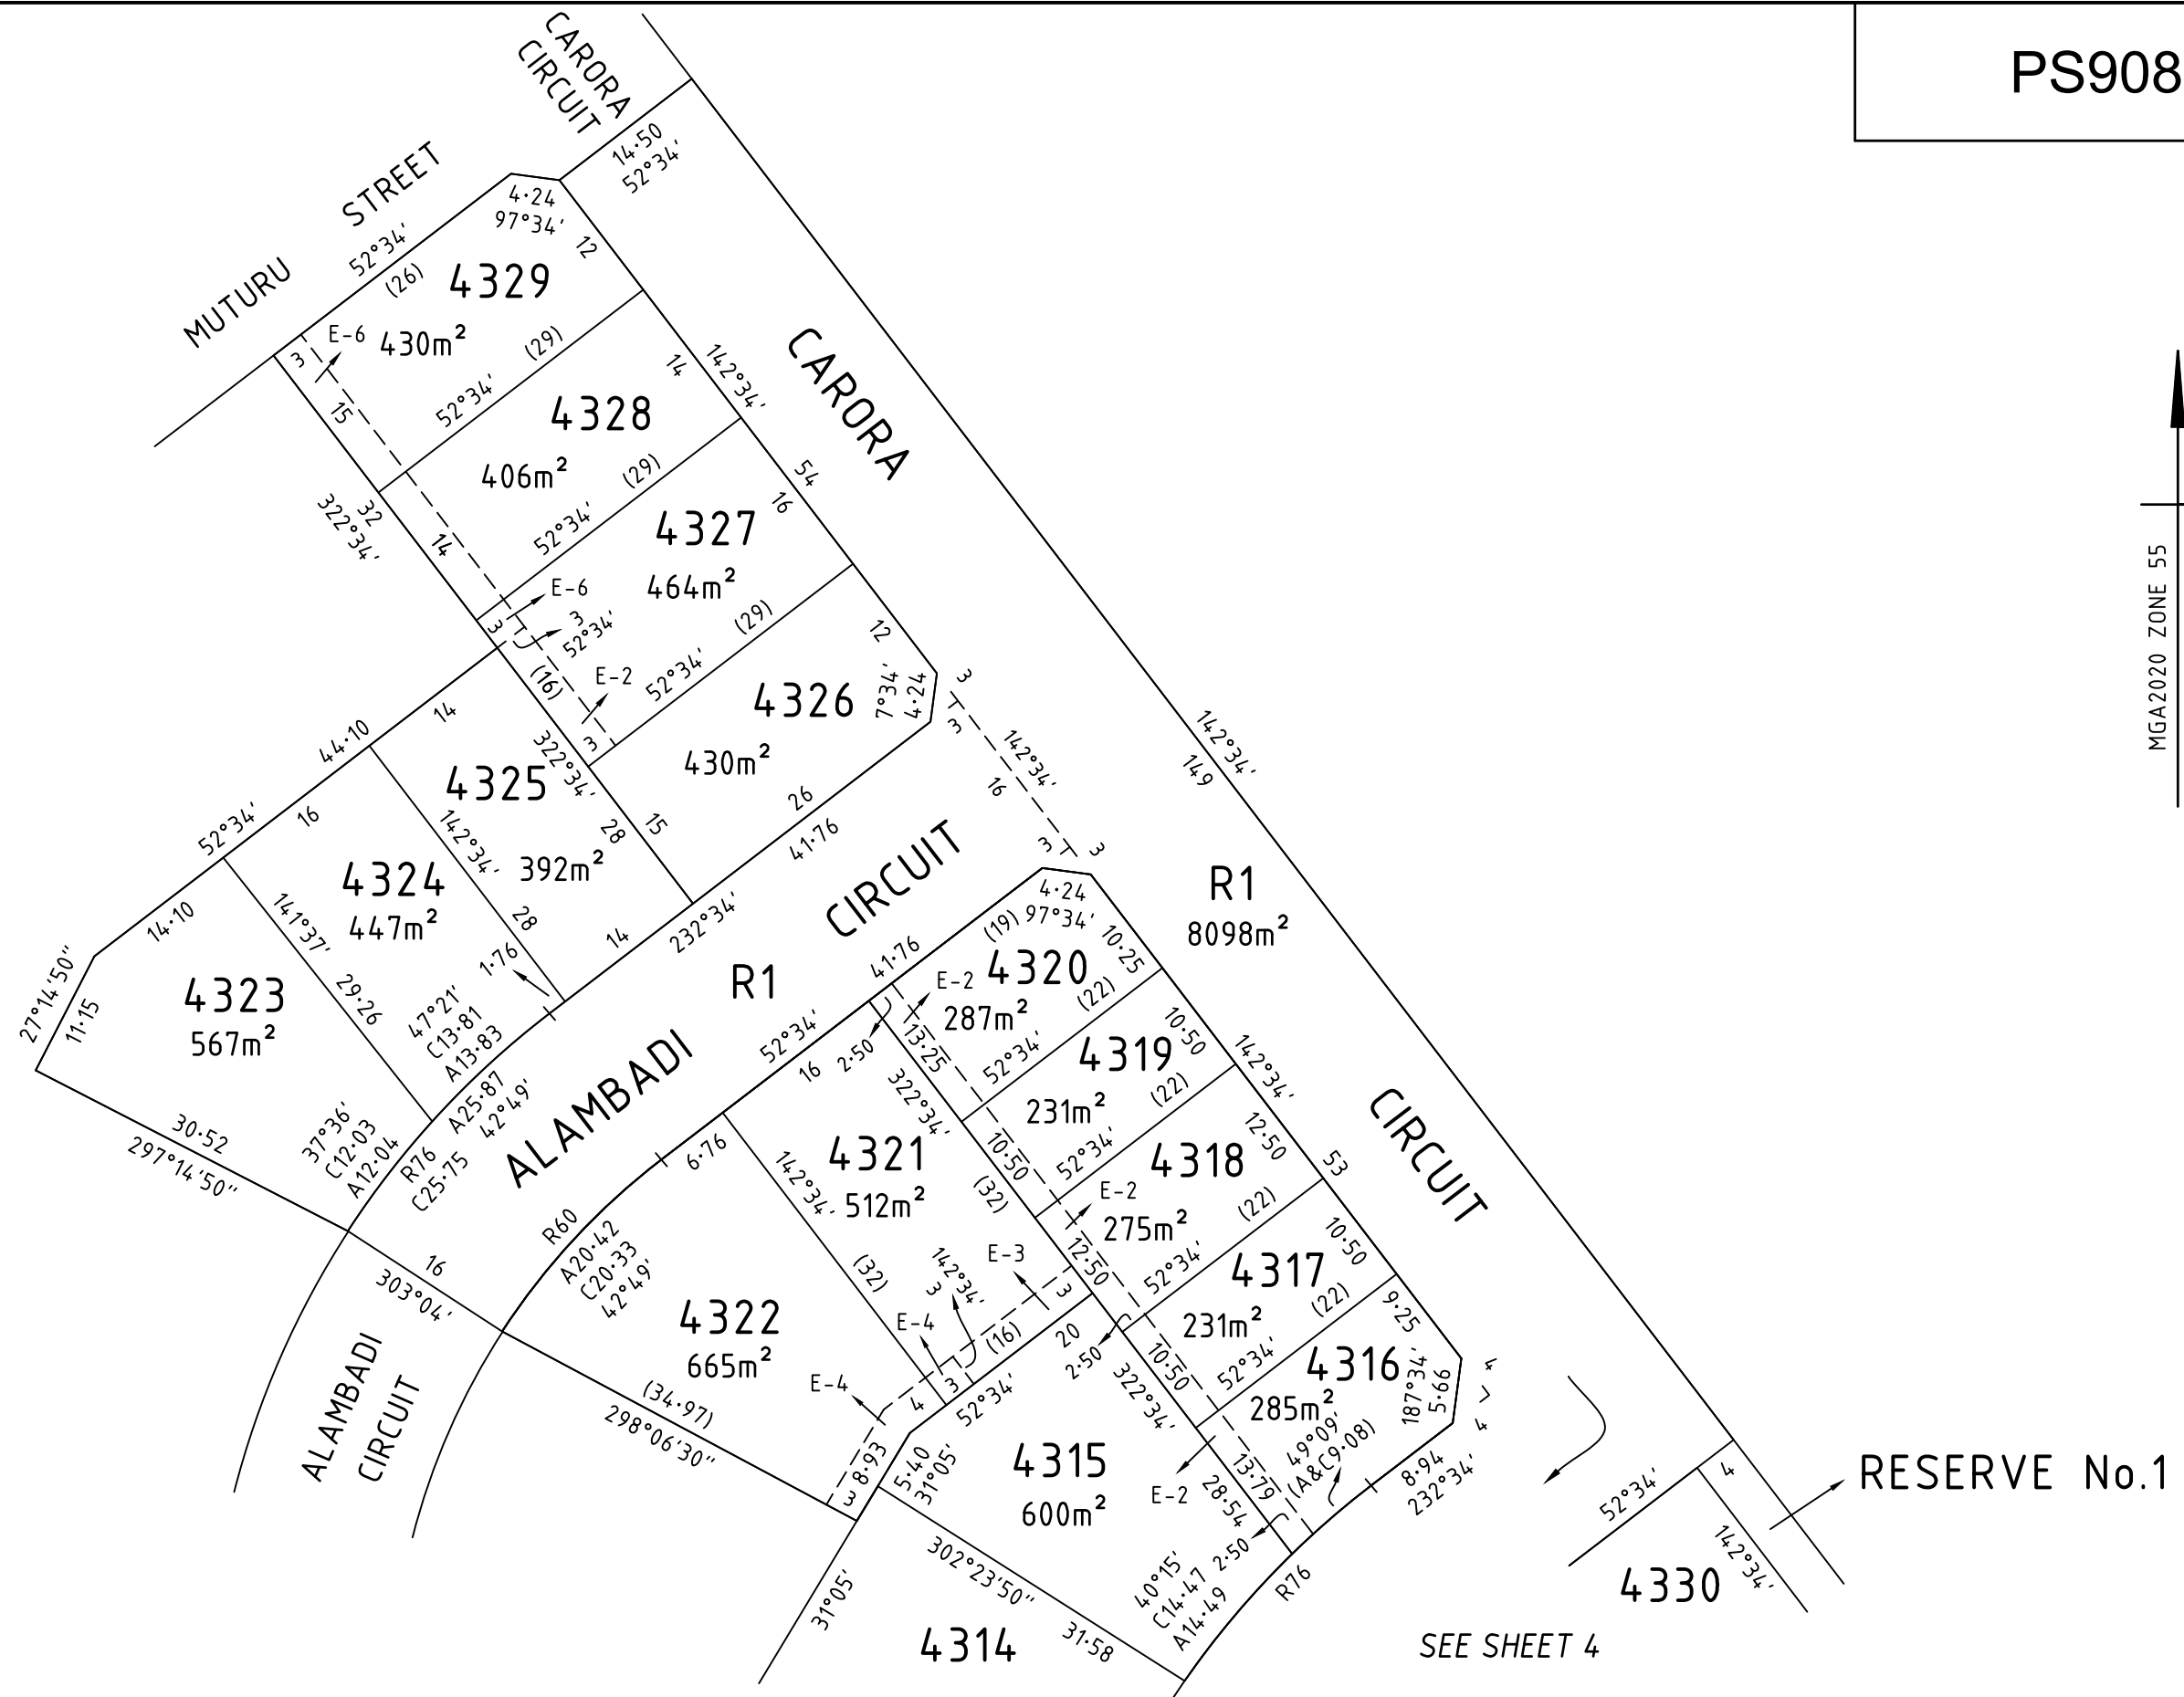 PS908
CARORA
CIRCUIT
14·50
52°34'
MUTURU STREET
52°34'
(26)
4·24
97°34'
12
4329
430m²
E-6
3
15
52°34'
(29)
14
142°34'
4328
406m²
32
322°34'
14
52°34'
(29)
54
16
4327
464m²
E-6
3
3
52°34'
(16)
E-2
52°34'
(29)
12
3
4326
430m²
7°34'
4·24
322°34'
15
26
41·76
CARORA
3
3
142°34'
16
3
3
142°34'
149
MGA2020 ZONE 55
44·10
14
4325
392m²
28
142°34'
52°34'
16
4324
447m²
28
1·76
14
232°34'
14·10
141°37'
29·26
4323
567m²
27°14'50"
11·15
30·52
297°14'50"
47°21'
C13·81
A13·83
37°36'
C12·03
A12·04
A25·87
42°49'
R76
C25·75
ALAMBADI
CIRCUIT
R1
R1
8098m²
41·76
52°34'
(19)
4·24
97°34'
10·25
4320
287m²
E-2
16
2·50
13·25
52°34'
(22)
10·50
4319
231m²
322°34'
142°34'
10·50
52°34'
(22)
12·50
53
4318
275m²
E-2
12·50
52°34'
(22)
10·50
4317
231m²
10·50
52°34'
(22)
9·25
4316
285m²
187°34'
5·66
4
4
CIRCUIT
6·76
142°34'
4321
512m²
(32)
(32)
E-3
142°34'
3
3
(16)
20
2·50
R60
A20·42
C20·33
42°49'
4322
665m²
E-4
E-4
3
4
52°34'
16
303°04'
(34·97)
298°06'30"
8·93
3
5·40
31°05'
4315
600m²
322°34'
28·54
E-2
13·79
49°09'
(A&C9·08)
8·94
232°34'
2·50
40°15'
C14·47
A14·49
R76
302°23'50"
31·58
31°05'
4314
ALAMBADI
CIRCUIT
52°34'
4
RESERVE No.1
142°34'
4330
SEE SHEET 4